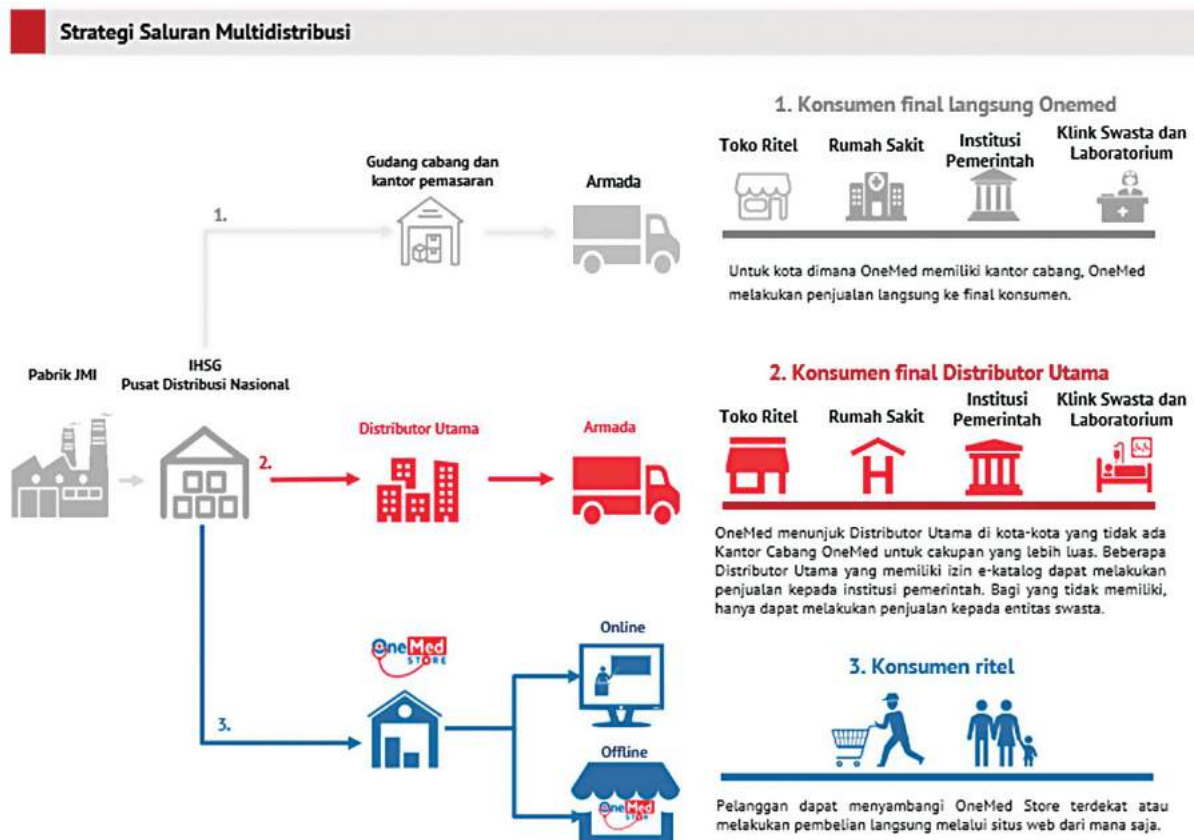 Strategi Saluran Multidistribusi
1. Konsumen final langsung Onemed
Toko Ritel
Rumah Sakit
Institusi
Pemerintah
Klink Swasta dan
Laboratorium
Gudang cabang dan
kantor pemasaran
Armada
1.
Untuk kota dimana OneMed memiliki kantor cabang, OneMed
melakukan penjualan langsung ke final konsumen.
Pabrik JMI
IHSG
Pusat Distribusi Nasional
2.
Distributor Utama
Armada
2. Konsumen final Distributor Utama
Toko Ritel
Rumah Sakit
Institusi
Pemerintah
Klink Swasta dan
Laboratorium
OneMed menunjuk Distributor Utama di kota-kota yang tidak ada
Kantor Cabang OneMed untuk cakupan yang lebih luas. Beberapa
Distributor Utama yang memiliki izin e-katalog dapat melakukan
penjualan kepada institusi pemerintah. Bagi yang tidak memiliki,
hanya dapat melakukan penjualan kepada entitas swasta.
3.
OneMed
STORE
Online
Offline
OneMed
STORE
3. Konsumen ritel
Pelanggan dapat menyambangi OneMed Store terdekat atau
melakukan pembelian langsung melalui situs web dari mana saja.